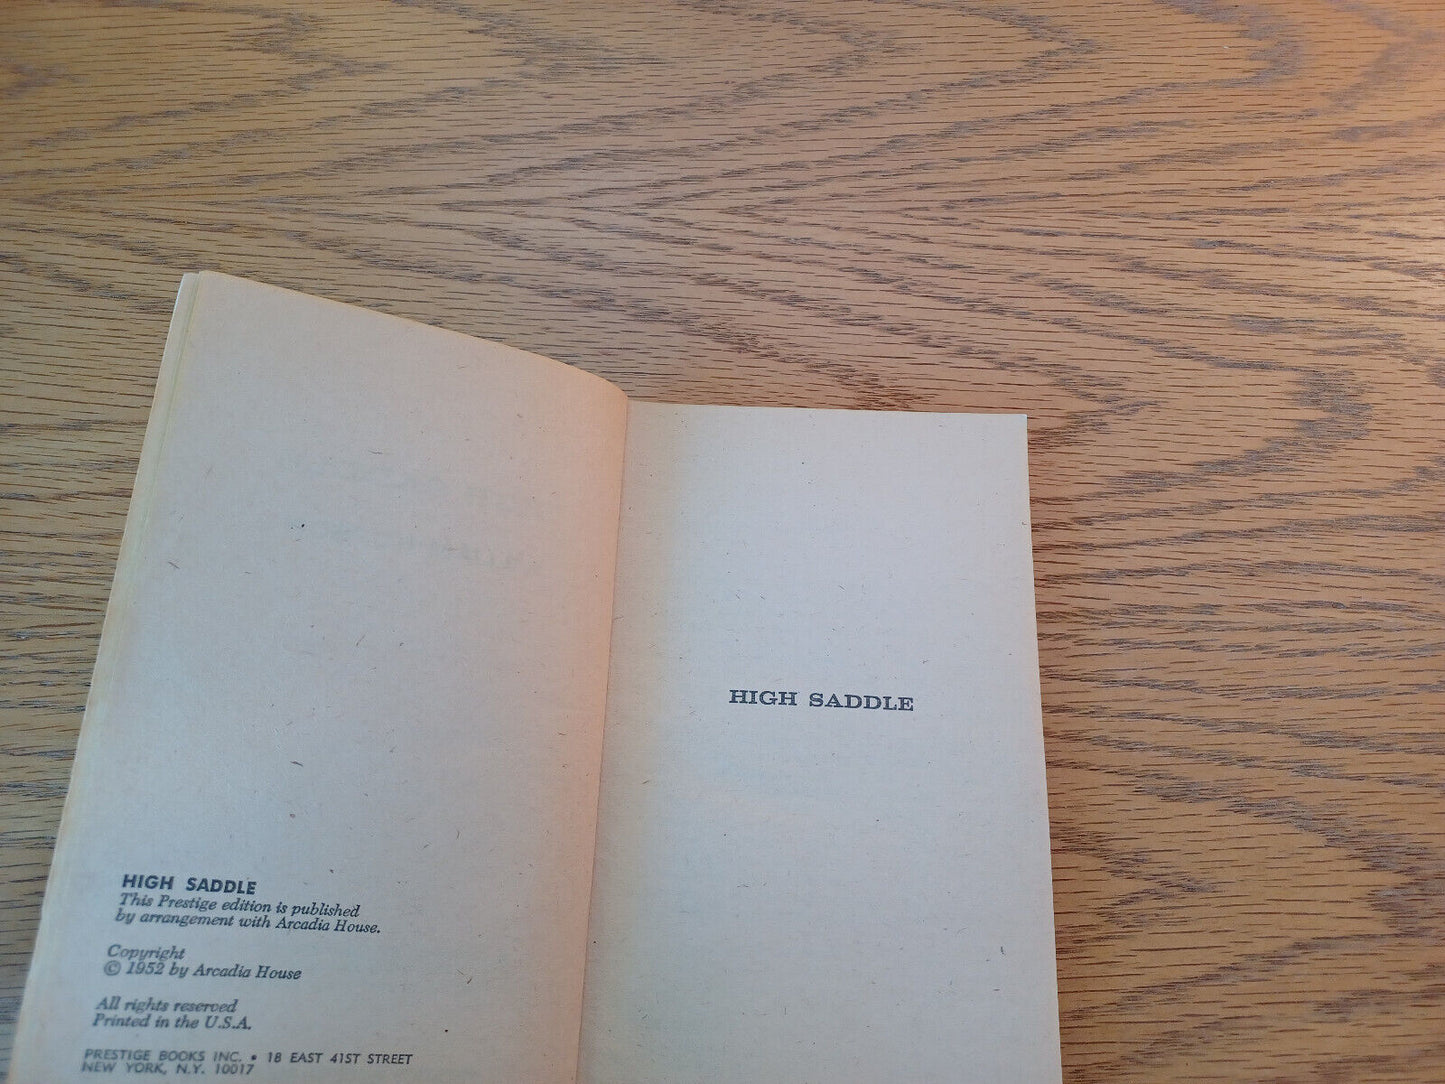 HIGH SADDLE
This Prestige edition is published
by arrangement with Arcadia House.
Copyright
© 1952 by Arcadia House
All rights reserved
Printed in the U.S.A.
PRESTIGE BOOKS INC. • 18 EAST 41ST STREET
NEW YORK, N.Y. 10017
HIGH SADDLE